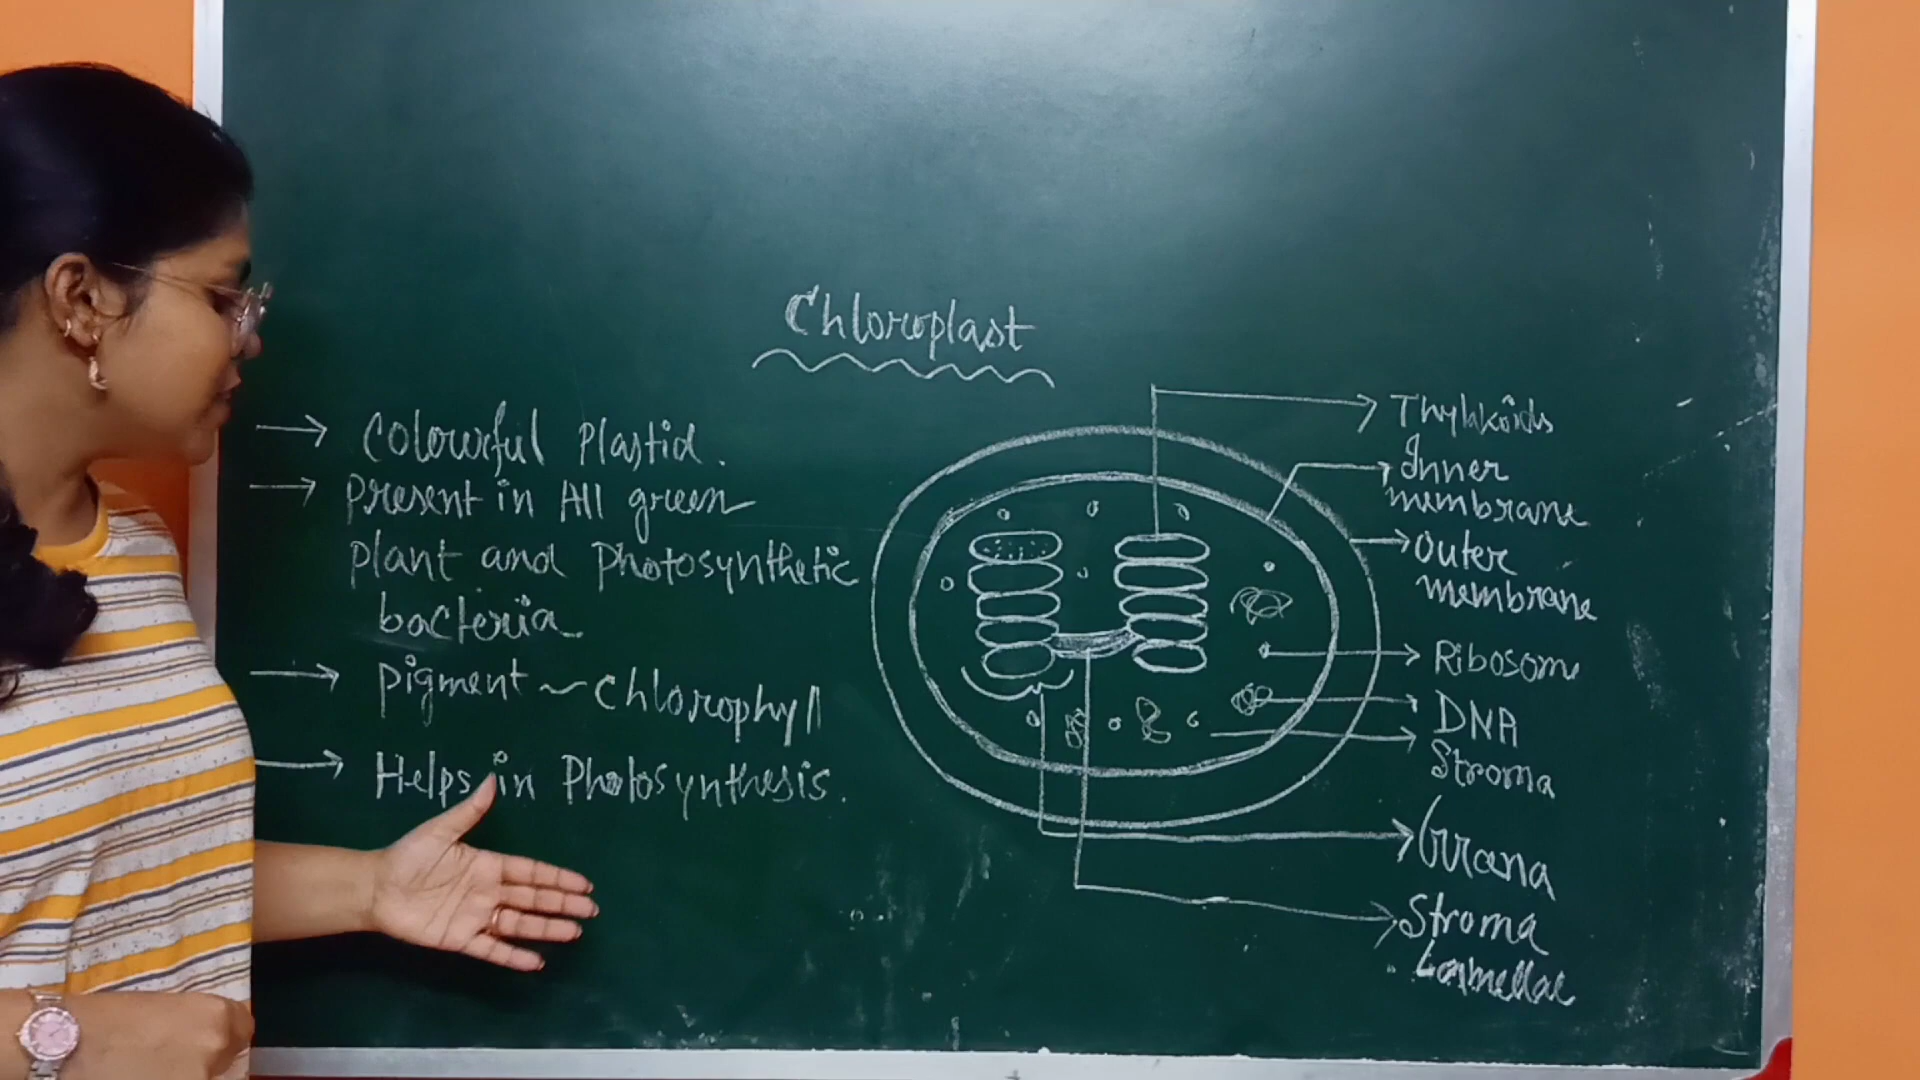 Chloroplast
→ Colourful Plastid.
→ Present in All green
plant and Photosynthetic
bacteria
→ Pigment ~ Chlorophyll
→ Helps in Photosynthesis.
Thylakoids
Inner
membrane
Outer
membrane
Ribosome
DNA
Stroma
Grana
Stroma
Lamellae